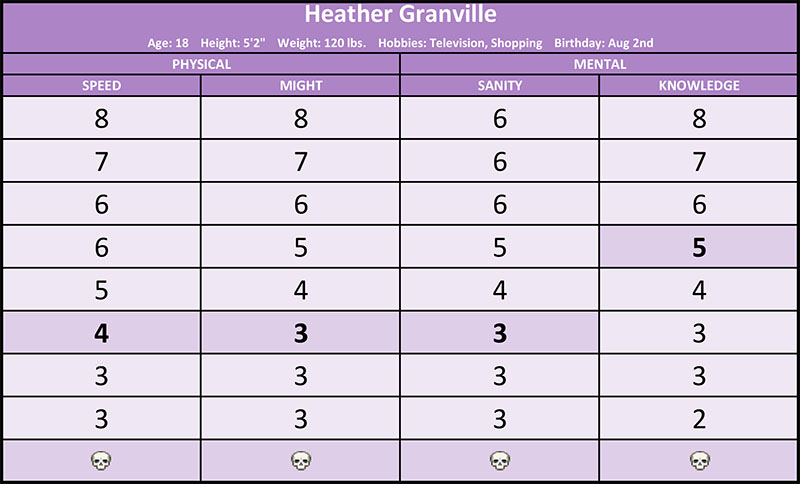 Heather Granville
Age: 18 Height: 5'2" Weight: 120 lbs. Hobbies: Television, Shopping Birthday: Aug 2nd
PHYSICAL MENTAL
SPEED MIGHT SANITY KNOWLEDGE
8 8 6 8
7 7 6 7
6 6 6 6
6 5 5 5
5 4 4 4
4 3 3 3
3 3 3 3
3 3 3 2